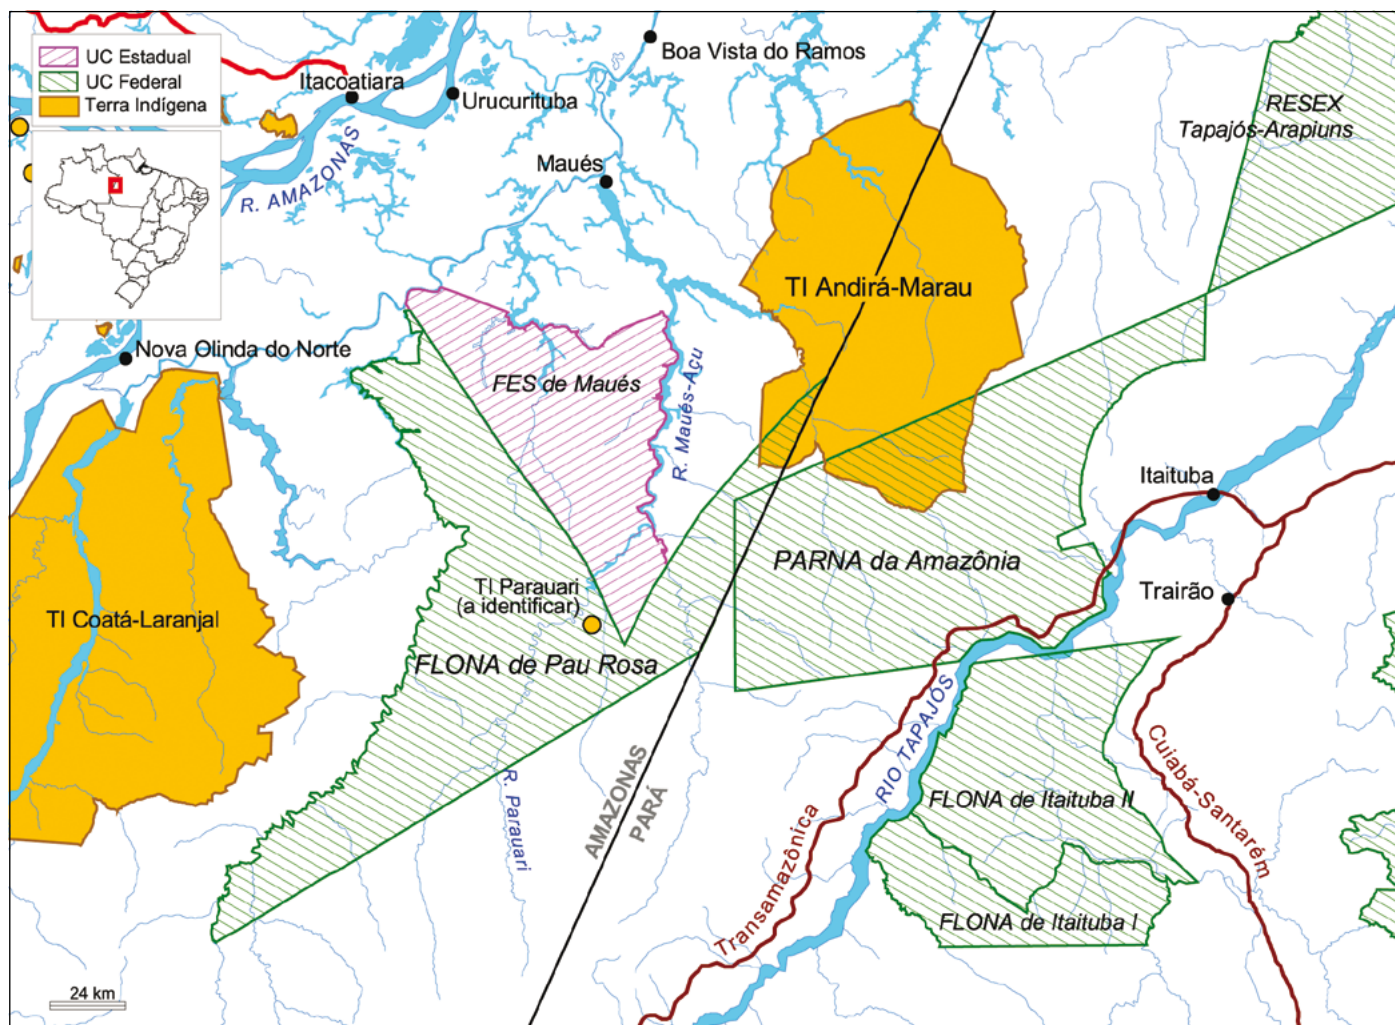 UC Estadual
UC Federal
Terra Indígena
Itacoatiara
Urucurituba
Boa Vista do Ramos
R. AMAZONAS
Maués
RESEX
Tapajós-Arapiuns
TI Andirá-Marau
Nova Olinda do Norte
FES de Maués
R. Maués-Açu
Itaituba
PARNA da Amazônia
TI Parauari
(a identificar)
Trairão
TI Coatá-Laranjal
FLONA de Pau Rosa
RIO TAPAJÓS
R. Parauari
AMAZONAS
PARÁ
Cuiabá-Santarém
FLONA de Itaituba II
Transamazônica
FLONA de Itaituba I
24 km